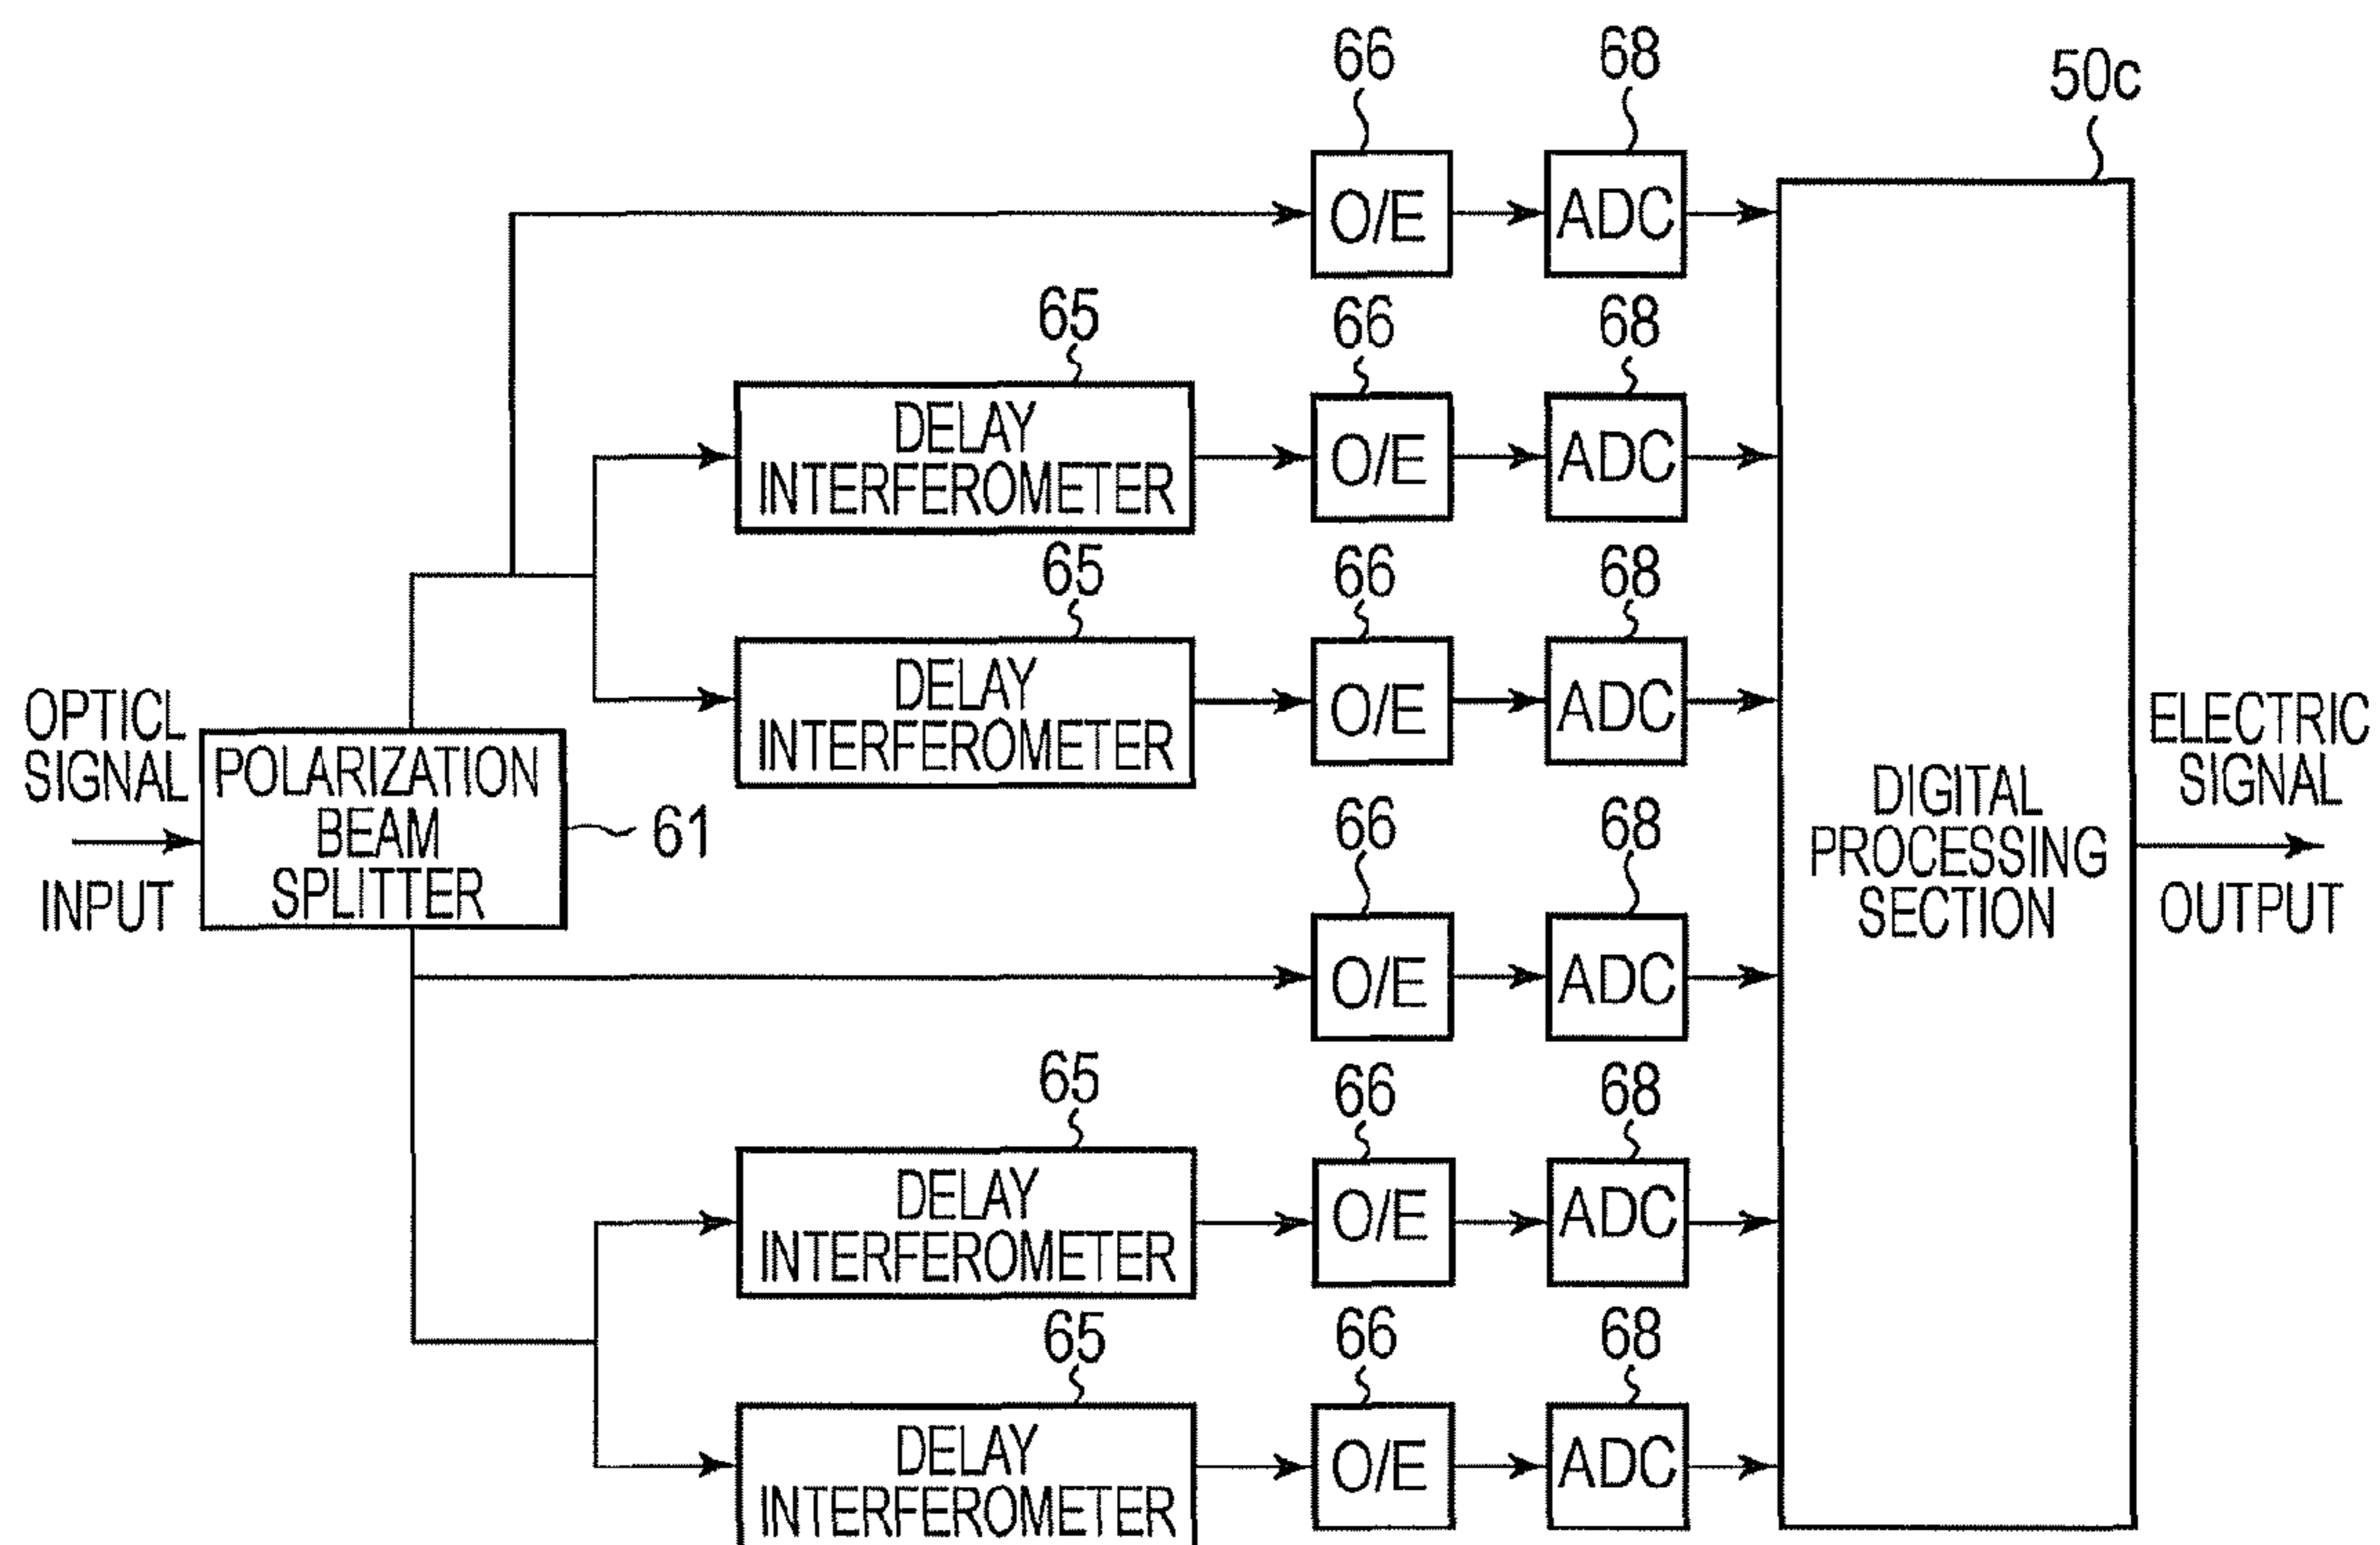 66
68
50c
O/E
ADC
65
66
68
DELAY
INTERFEROMETER
O/E
ADC
65
66
68
DELAY
INTERFEROMETER
O/E
ADC
OPTICL
SIGNAL
INPUT
POLARIZATION
BEAM
SPLITTER
61
66
68
O/E
ADC
DIGITAL
PROCESSING
SECTION
ELECTRIC
SIGNAL
OUTPUT
65
66
68
DELAY
INTERFEROMETER
O/E
ADC
65
66
68
DELAY
INTERFEROMETER
O/E
ADC